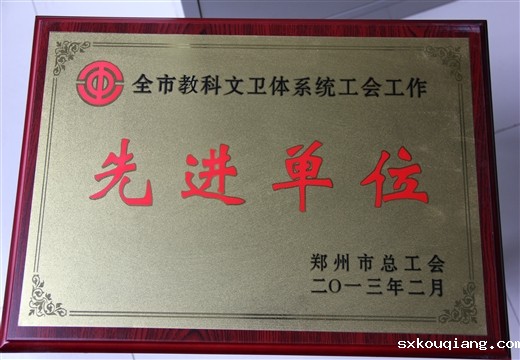 全市教科文卫体系统工会工作
先进单位
郑州市总工会
二〇一三年二月
sxkouqiang.com